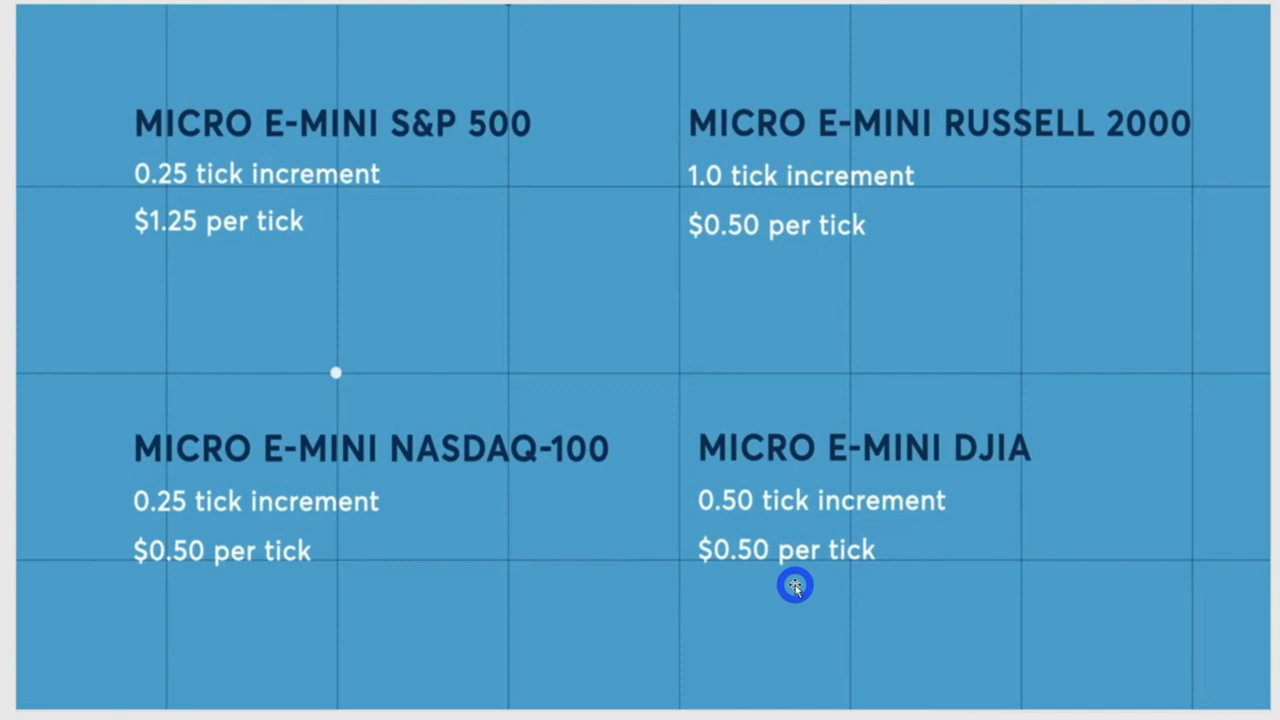 MICRO E-MINI S&P 500
0.25 tick increment
$1.25 per tick
MICRO E-MINI RUSSELL 2000
1.0 tick increment
$0.50 per tick
MICRO E-MINI NASDAQ-100
0.25 tick increment
$0.50 per tick
MICRO E-MINI DJIA
0.50 tick increment
$0.50 per tick